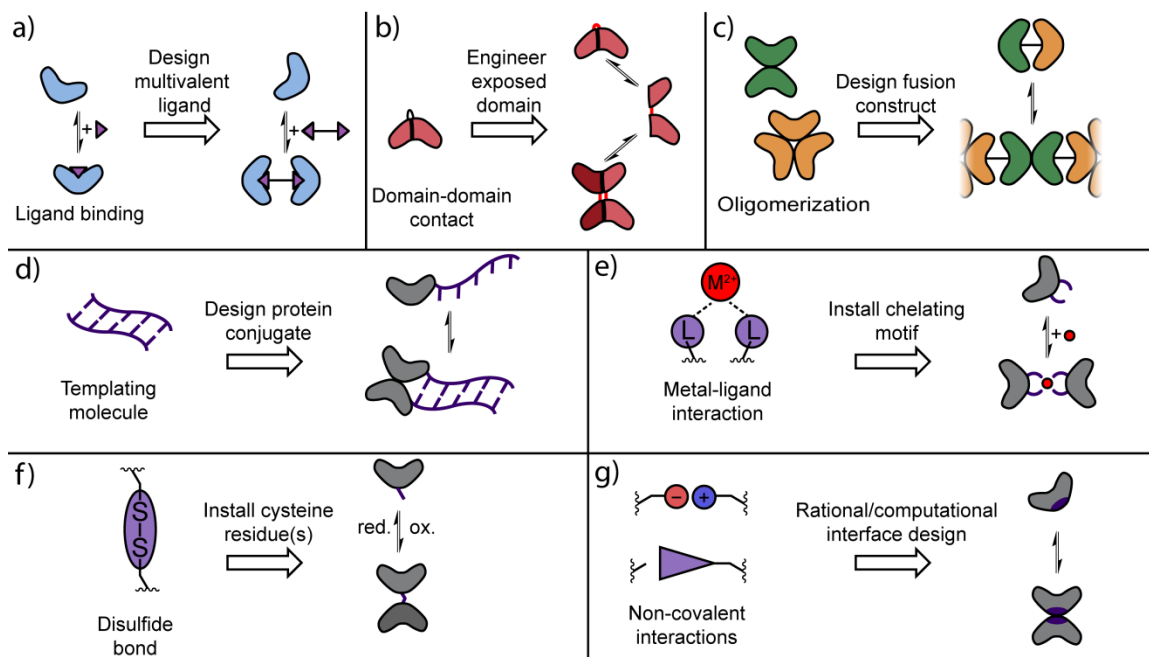 a)
Design
multivalent
ligand
+
+
Ligand binding
b)
Engineer
exposed
domain
Domain-domain
contact
c)
Design fusion
construct
Oligomerization
d)
Design protein
conjugate
Templating
molecule
e)
M²⁺
L L
Install chelating
motif
+
Metal-ligand
interaction
f)
S
S
Install cysteine
residue(s)
red. ox.
Disulfide
bond
g)
− +
Rational/computational
interface design
Non-covalent
interactions